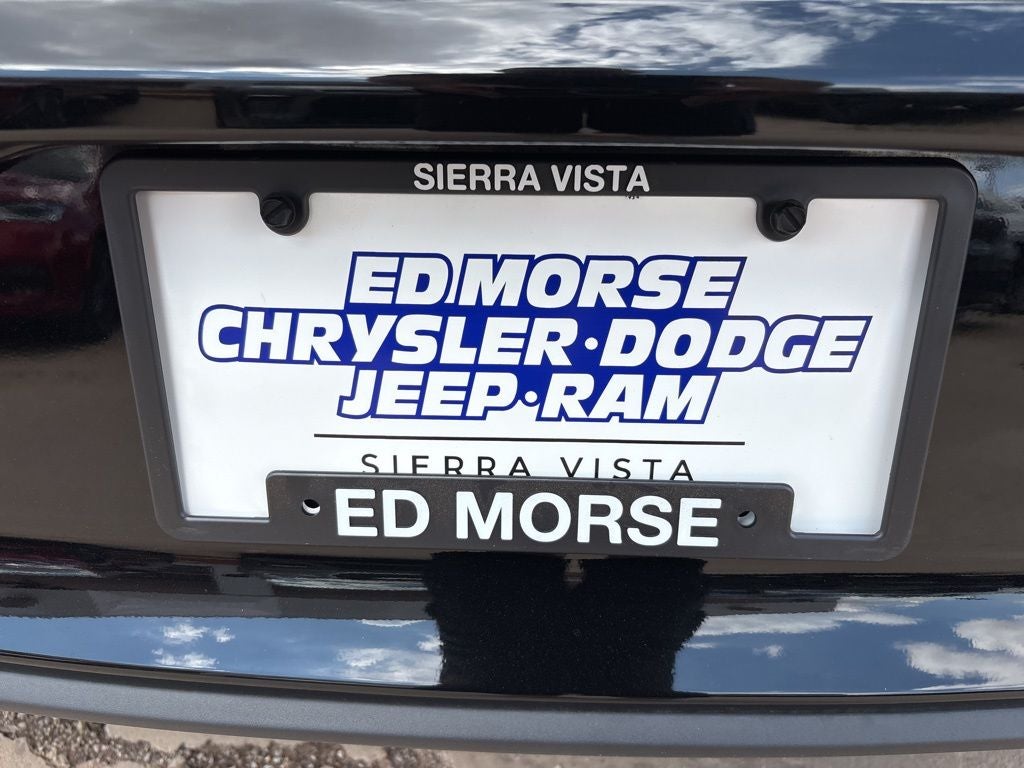 SIERRA VISTA
ED MORSE
CHRYSLER·DODGE
JEEP·RAM
SIERRA VISTA
ED MORSE